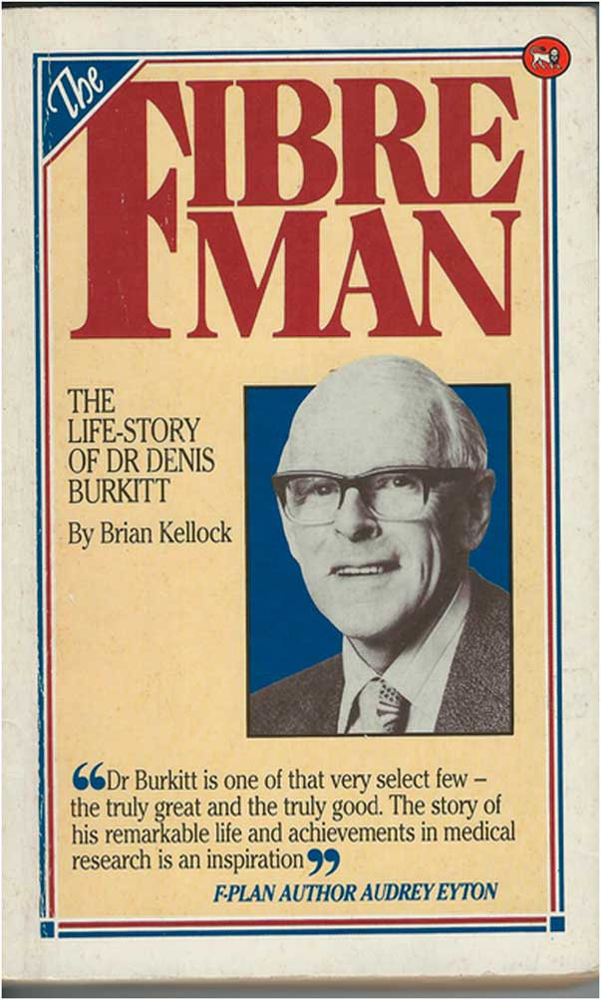 The
FIBRE
MAN
THE
LIFE-STORY
OF DR DENIS
BURKITT
By Brian Kellock
“Dr Burkitt is one of that very select few –
the truly great and the truly good. The story of
his remarkable life and achievements in medical
research is an inspiration”
F-PLAN AUTHOR AUDREY EYTON